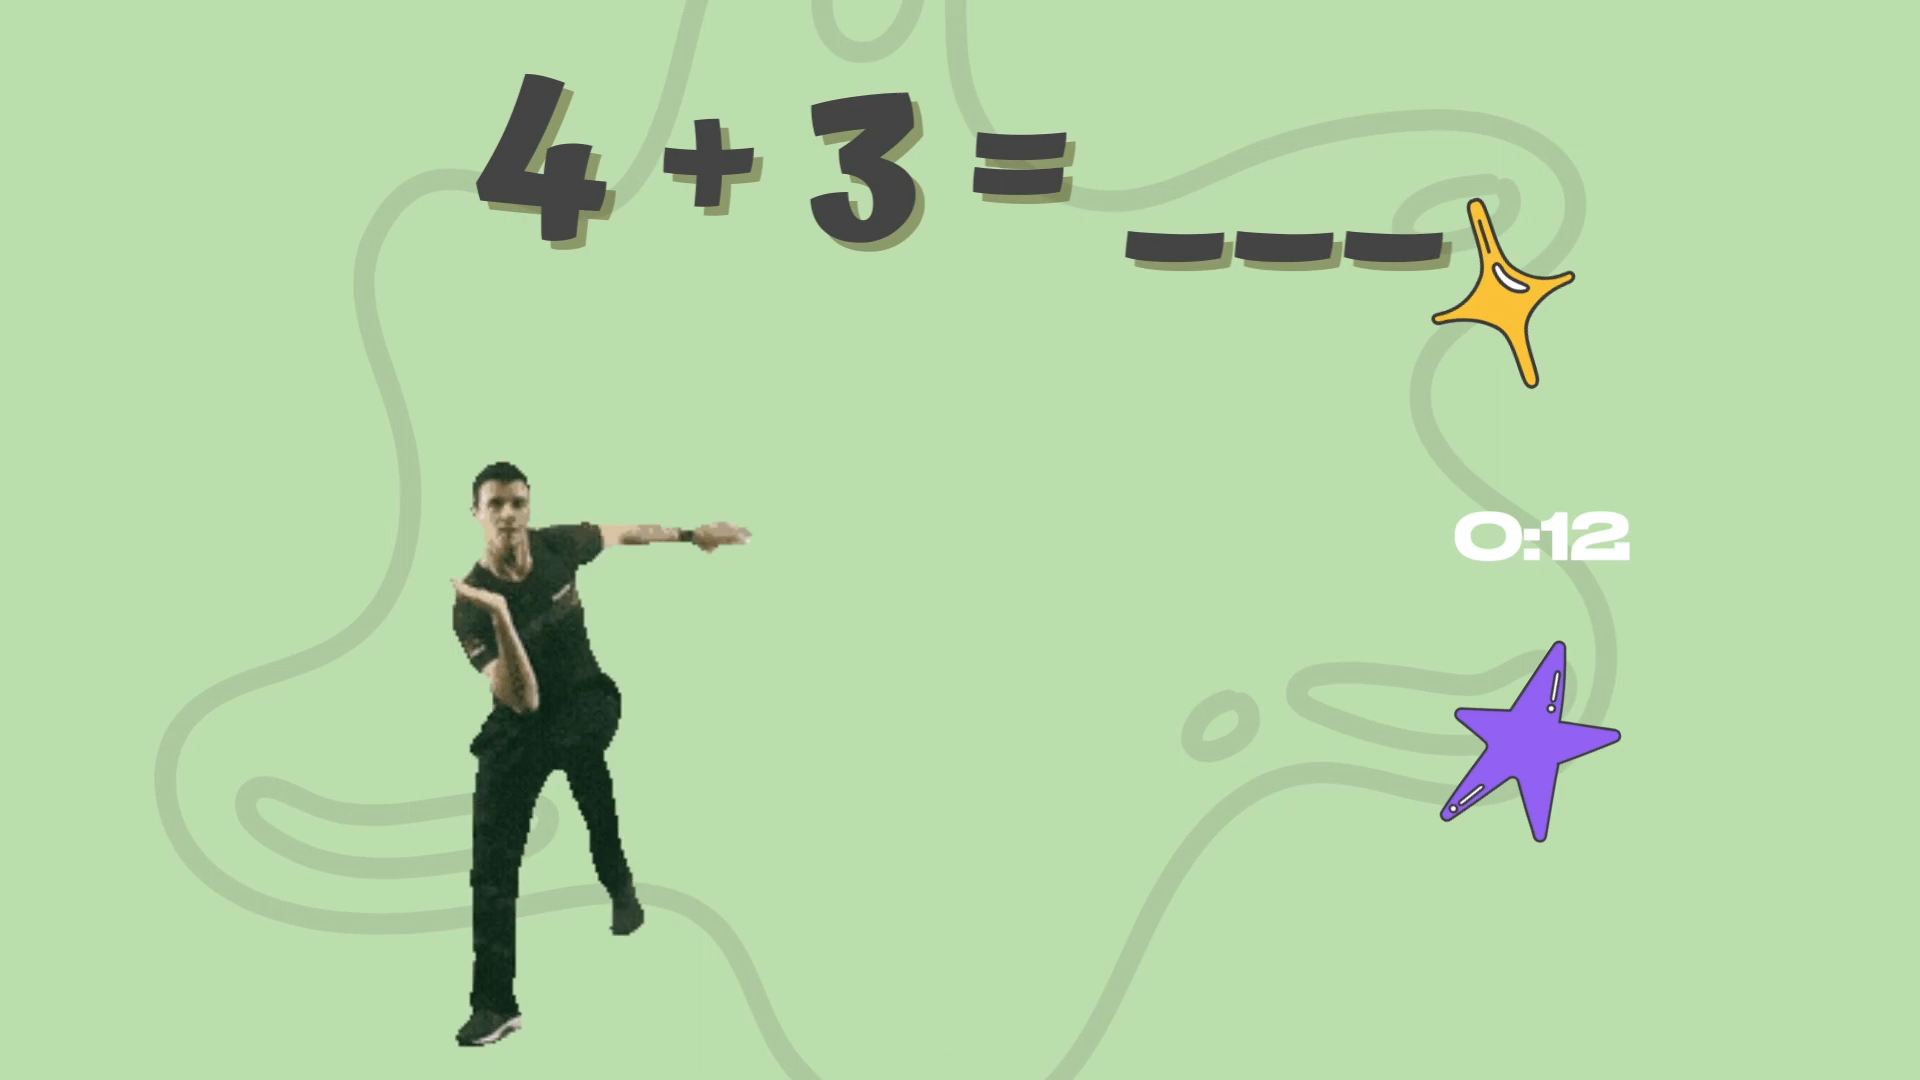 4 + 3 = ___
0:12